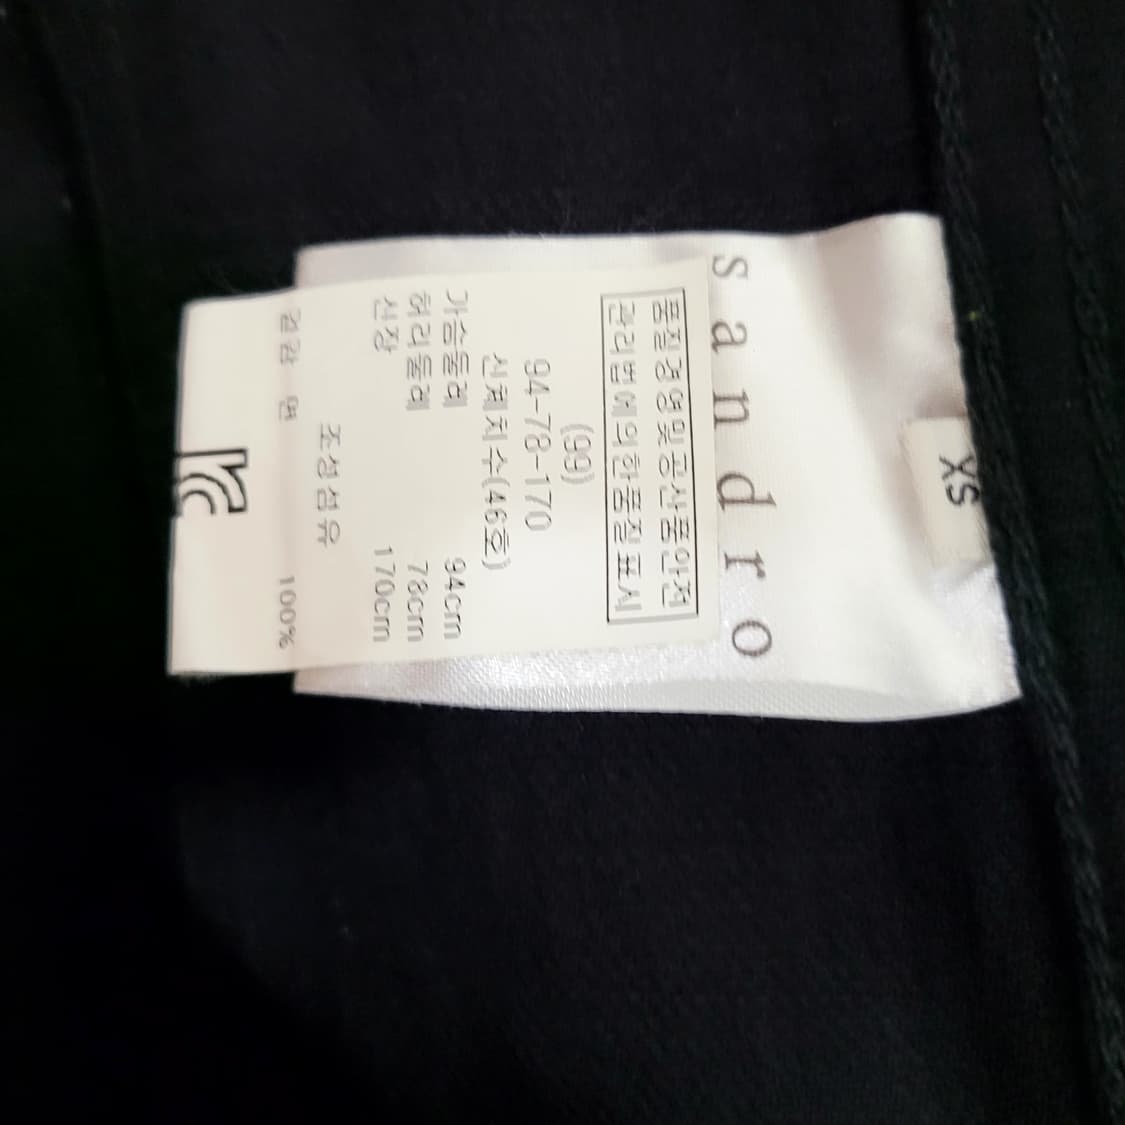 XS
sandro
품질경영및공산품안전
관리법에의한품질표시
(99)
94-78-170
신체치수(46호)
가슴둘레 94cm
허리둘레 78cm
신장 170cm
조성섬유
겉감 면 100%